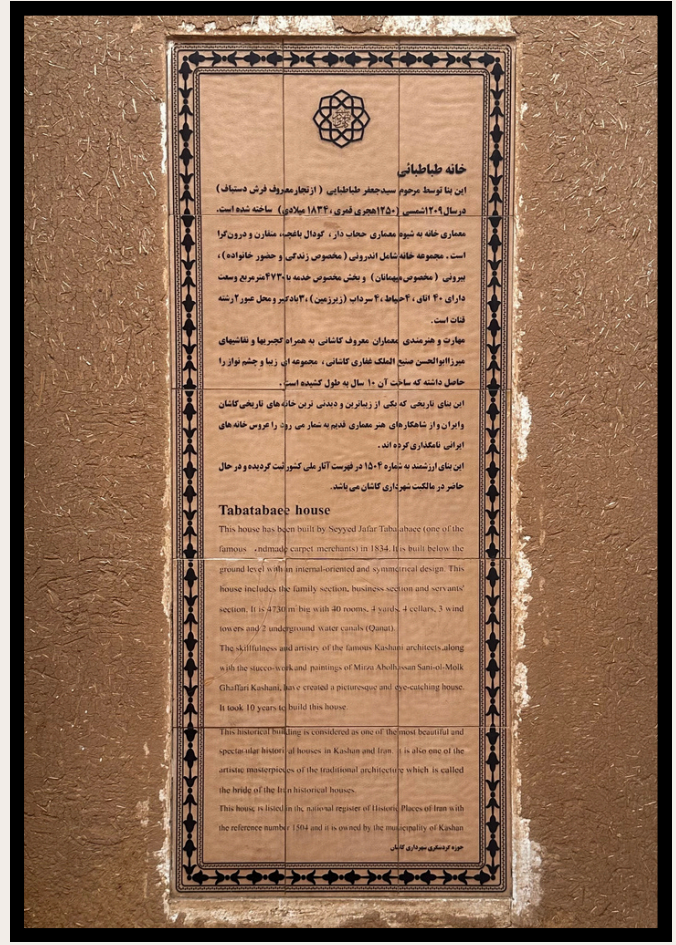 خانه طباطبائی
این بنا توسط مرحوم سیدجعفر طباطبایی ( از تجار معروف فرش دستباف )
درسال ۱۲۰۹شمسی (۱۲۵۰هجری قمری ، ۱۸۳۴ میلادی) ساخته شده است.
معماری خانه به شیوه معماری حجاب دار ، گودال باغچه، متقارن و درون‌گرا
است . مجموعه خانه شامل اندرونی ( مخصوص زندگی و حضور خانواده ) ،
بیرونی ( مخصوص میهمانان ) و بخش مخصوص خدمه با ۴۷۳۰مترمربع وسعت
دارای ۴۰ اتاق ، ۴حیاط ، ۴ سرداب (زیرزمین) ، ۳بادگیر و محل عبور ۲رشته
قنات است .
مهارت و هنرمندی معماران معروف کاشانی به همراه گچبریها و نقاشیهای
میرزاابوالحسن صنیع الملک غفاری کاشانی ، مجموعه ای زیبا و چشم نواز را
حاصل داشته که ساخت آن ۱۰ سال به طول کشیده است .
این بنای تاریخی که یکی از زیباترین و دیدنی ترین خانه های تاریخی کاشان
وایران و از شاهکارهای هنر معماری قدیم به شمار می رود را عروس خانه های
ایرانی نامگذاری کرده اند .
این بنای ارزشمند به شماره ۱۵۰۴ در فهرست آثار ملی کشور ثبت گردیده و در حال
حاضر در مالکیت شهرداری کاشان می باشد.
Tabatabaee house
This house has been built by Seyyed Jafar Tabatabaee (one of the
famous handmade carpet merchants) in 1834. It is built below the
ground level with an internal-oriented and symmetrical design. This
house includes the family section, business section and servants'
section. It is 4730 m² big with 40 rooms, 4 yards, 4 cellars, 3 wind
towers and 2 underground water canals (Qanat).
The skillfulness and artistry of the famous Kashani architects,along
with the stucco-work and paintings of Mirza Abolhassan Sani-ol-Molk
Ghaffari Kashani, have created a picturesque and eye-catching house.
It took 10 years to build this house.
This historical building is considered as one of the most beautiful and
spectacular historical houses in Kashan and Iran. It is also one of the
artistic masterpieces of the traditional architecture which is called
the bride of the Iran historical houses.
This house is listed in the national register of Historic Places of Iran with
the reference number 1504 and it is owned by the municipality of Kashan
حوزه گردشگری شهرداری کاشان